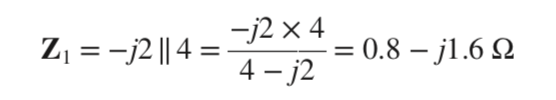 Z₁ = −j2 || 4 = (−j2 × 4) / (4 − j2) = 0.8 − j1.6 Ω